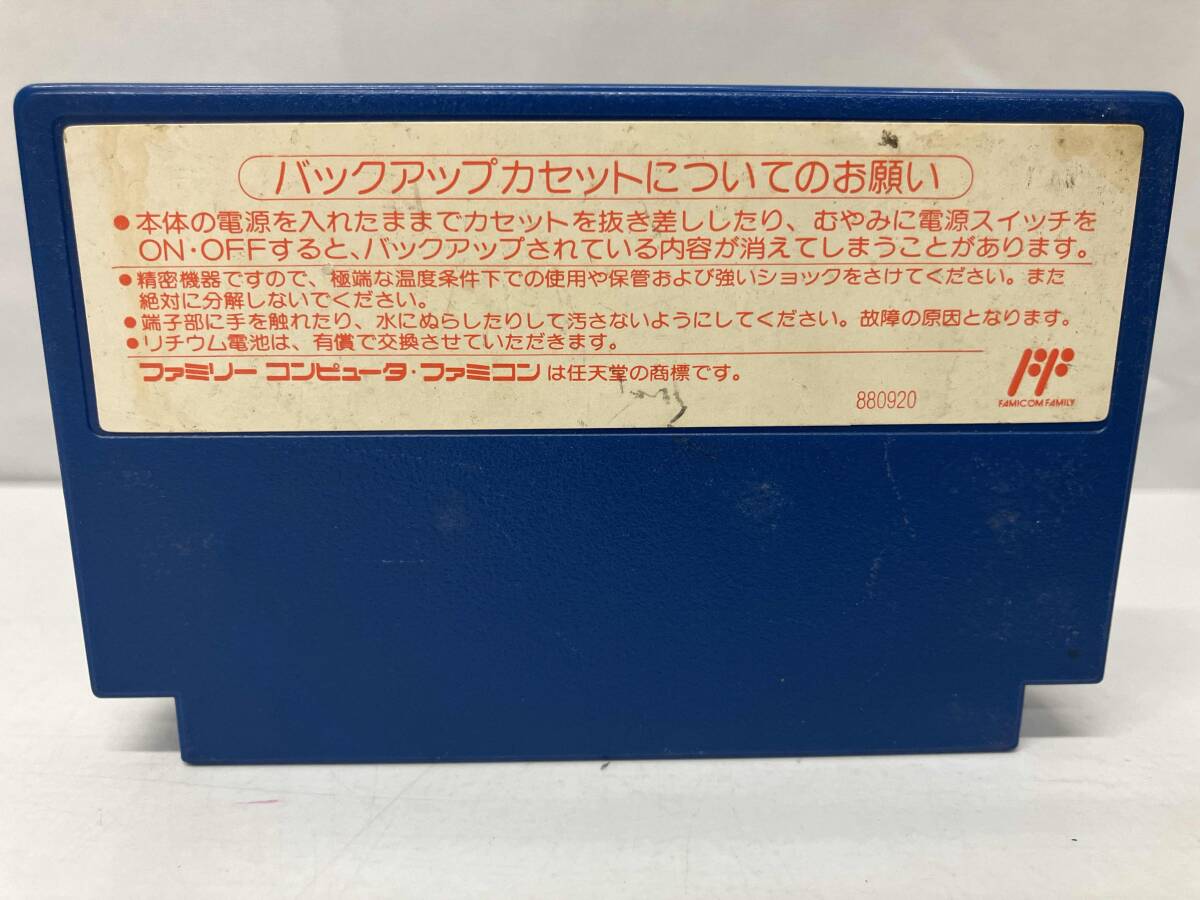 バックアップカセットについてのお願い
●本体の電源を入れたままでカセットを抜き差ししたり、むやみに電源スイッチを
ON・OFFすると、バックアップされている内容が消えてしまうことがあります。
●精密機器ですので、極端な温度条件下での使用や保管および強いショックをさけてください。また
絶対に分解しないでください。
●端子部に手を触れたり、水にぬらしたりして汚さないようにしてください。故障の原因となります。
●リチウム電池は、有償で交換させていただきます。
ファミリー コンピュータ・ファミコンは任天堂の商標です。
880920
FAMICOM FAMILY